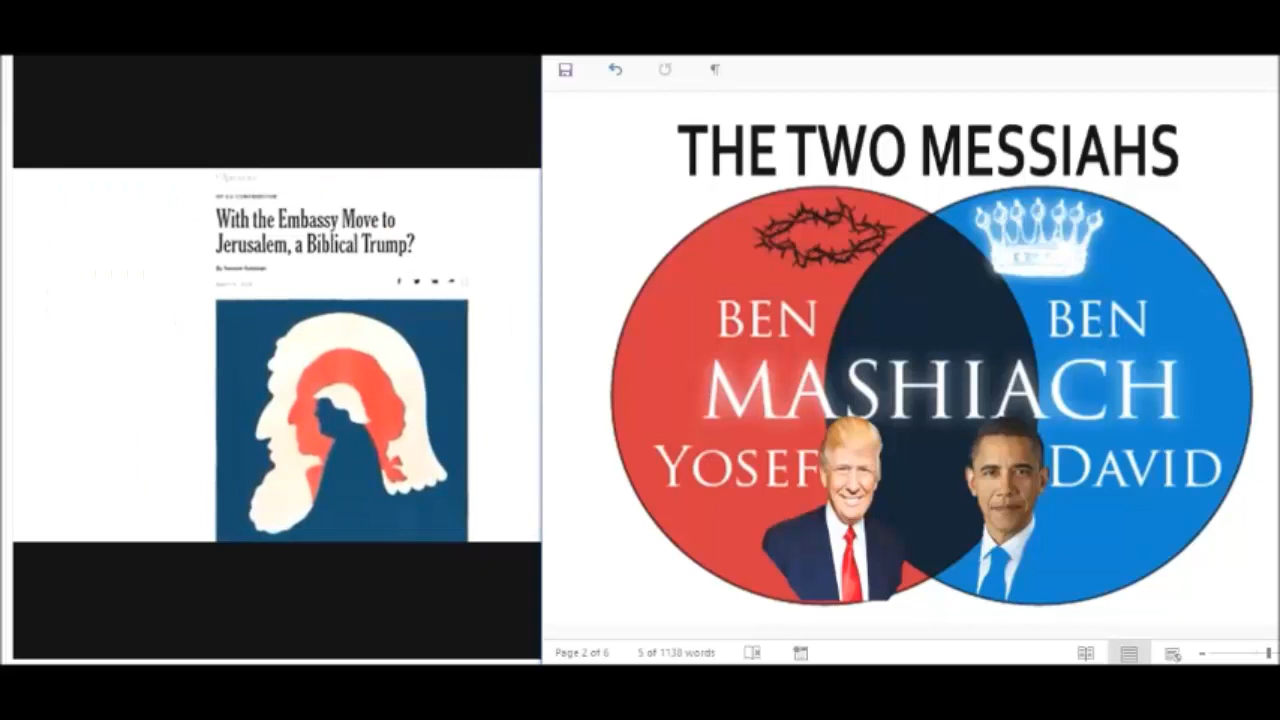 With the Embassy Move to
Jerusalem, a Biblical Trump?
THE TWO MESSIAHS
BEN
BEN
MASHIACH
YOSEF
DAVID
Page 2 of 6
5 of 1138 words